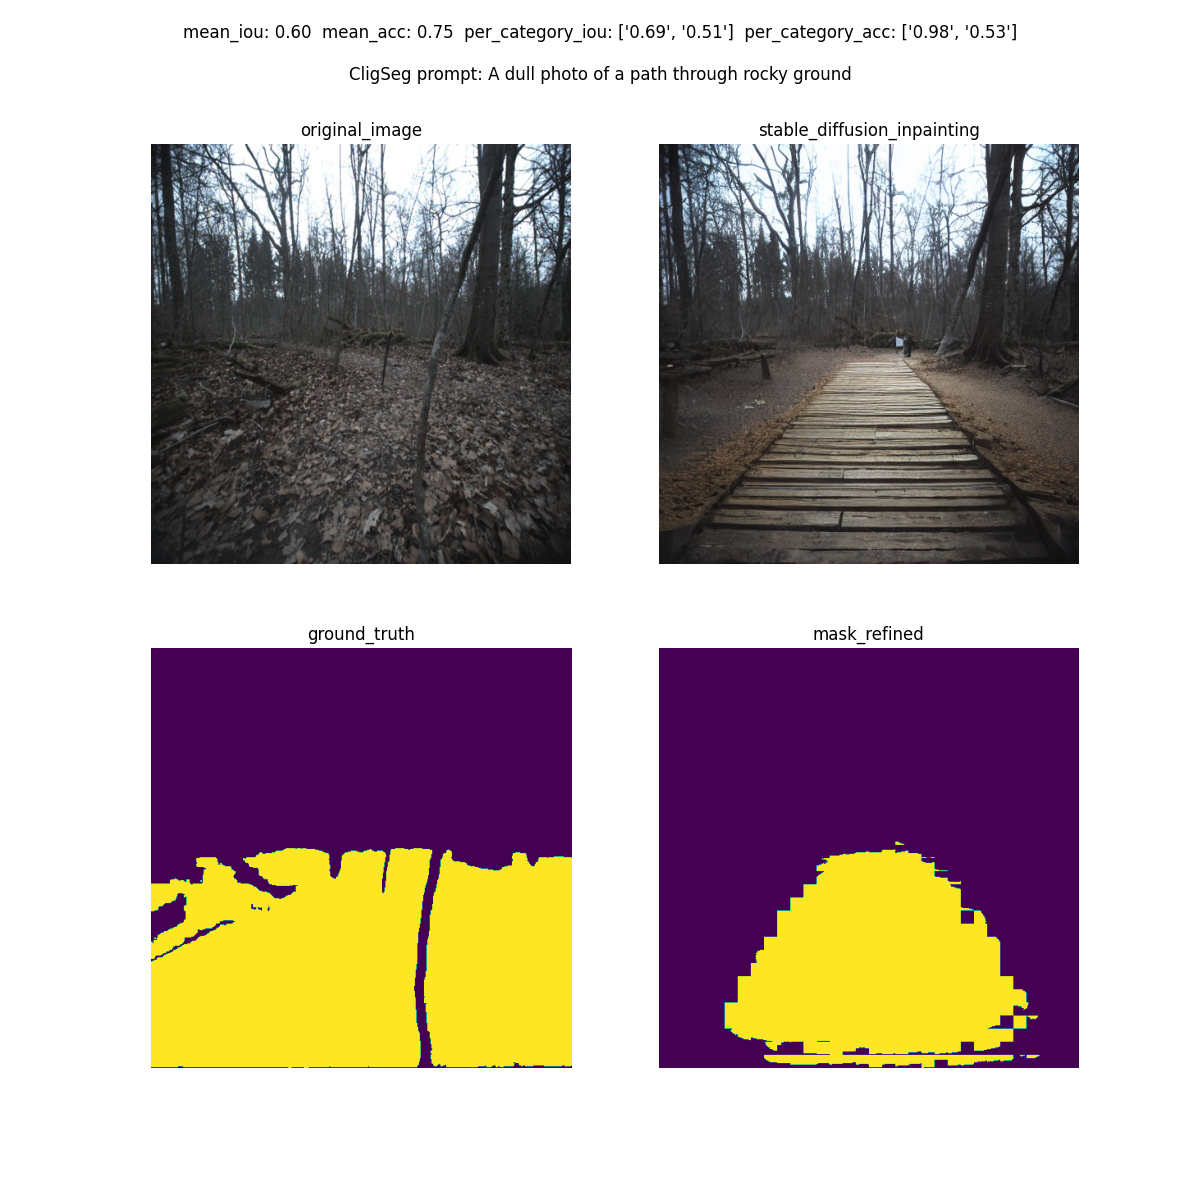 mean_iou: 0.60  mean_acc: 0.75  per_category_iou: ['0.69', '0.51']  per_category_acc: ['0.98', '0.53']
CligSeg prompt: A dull photo of a path through rocky ground
original_image
stable_diffusion_inpainting
ground_truth
mask_refined